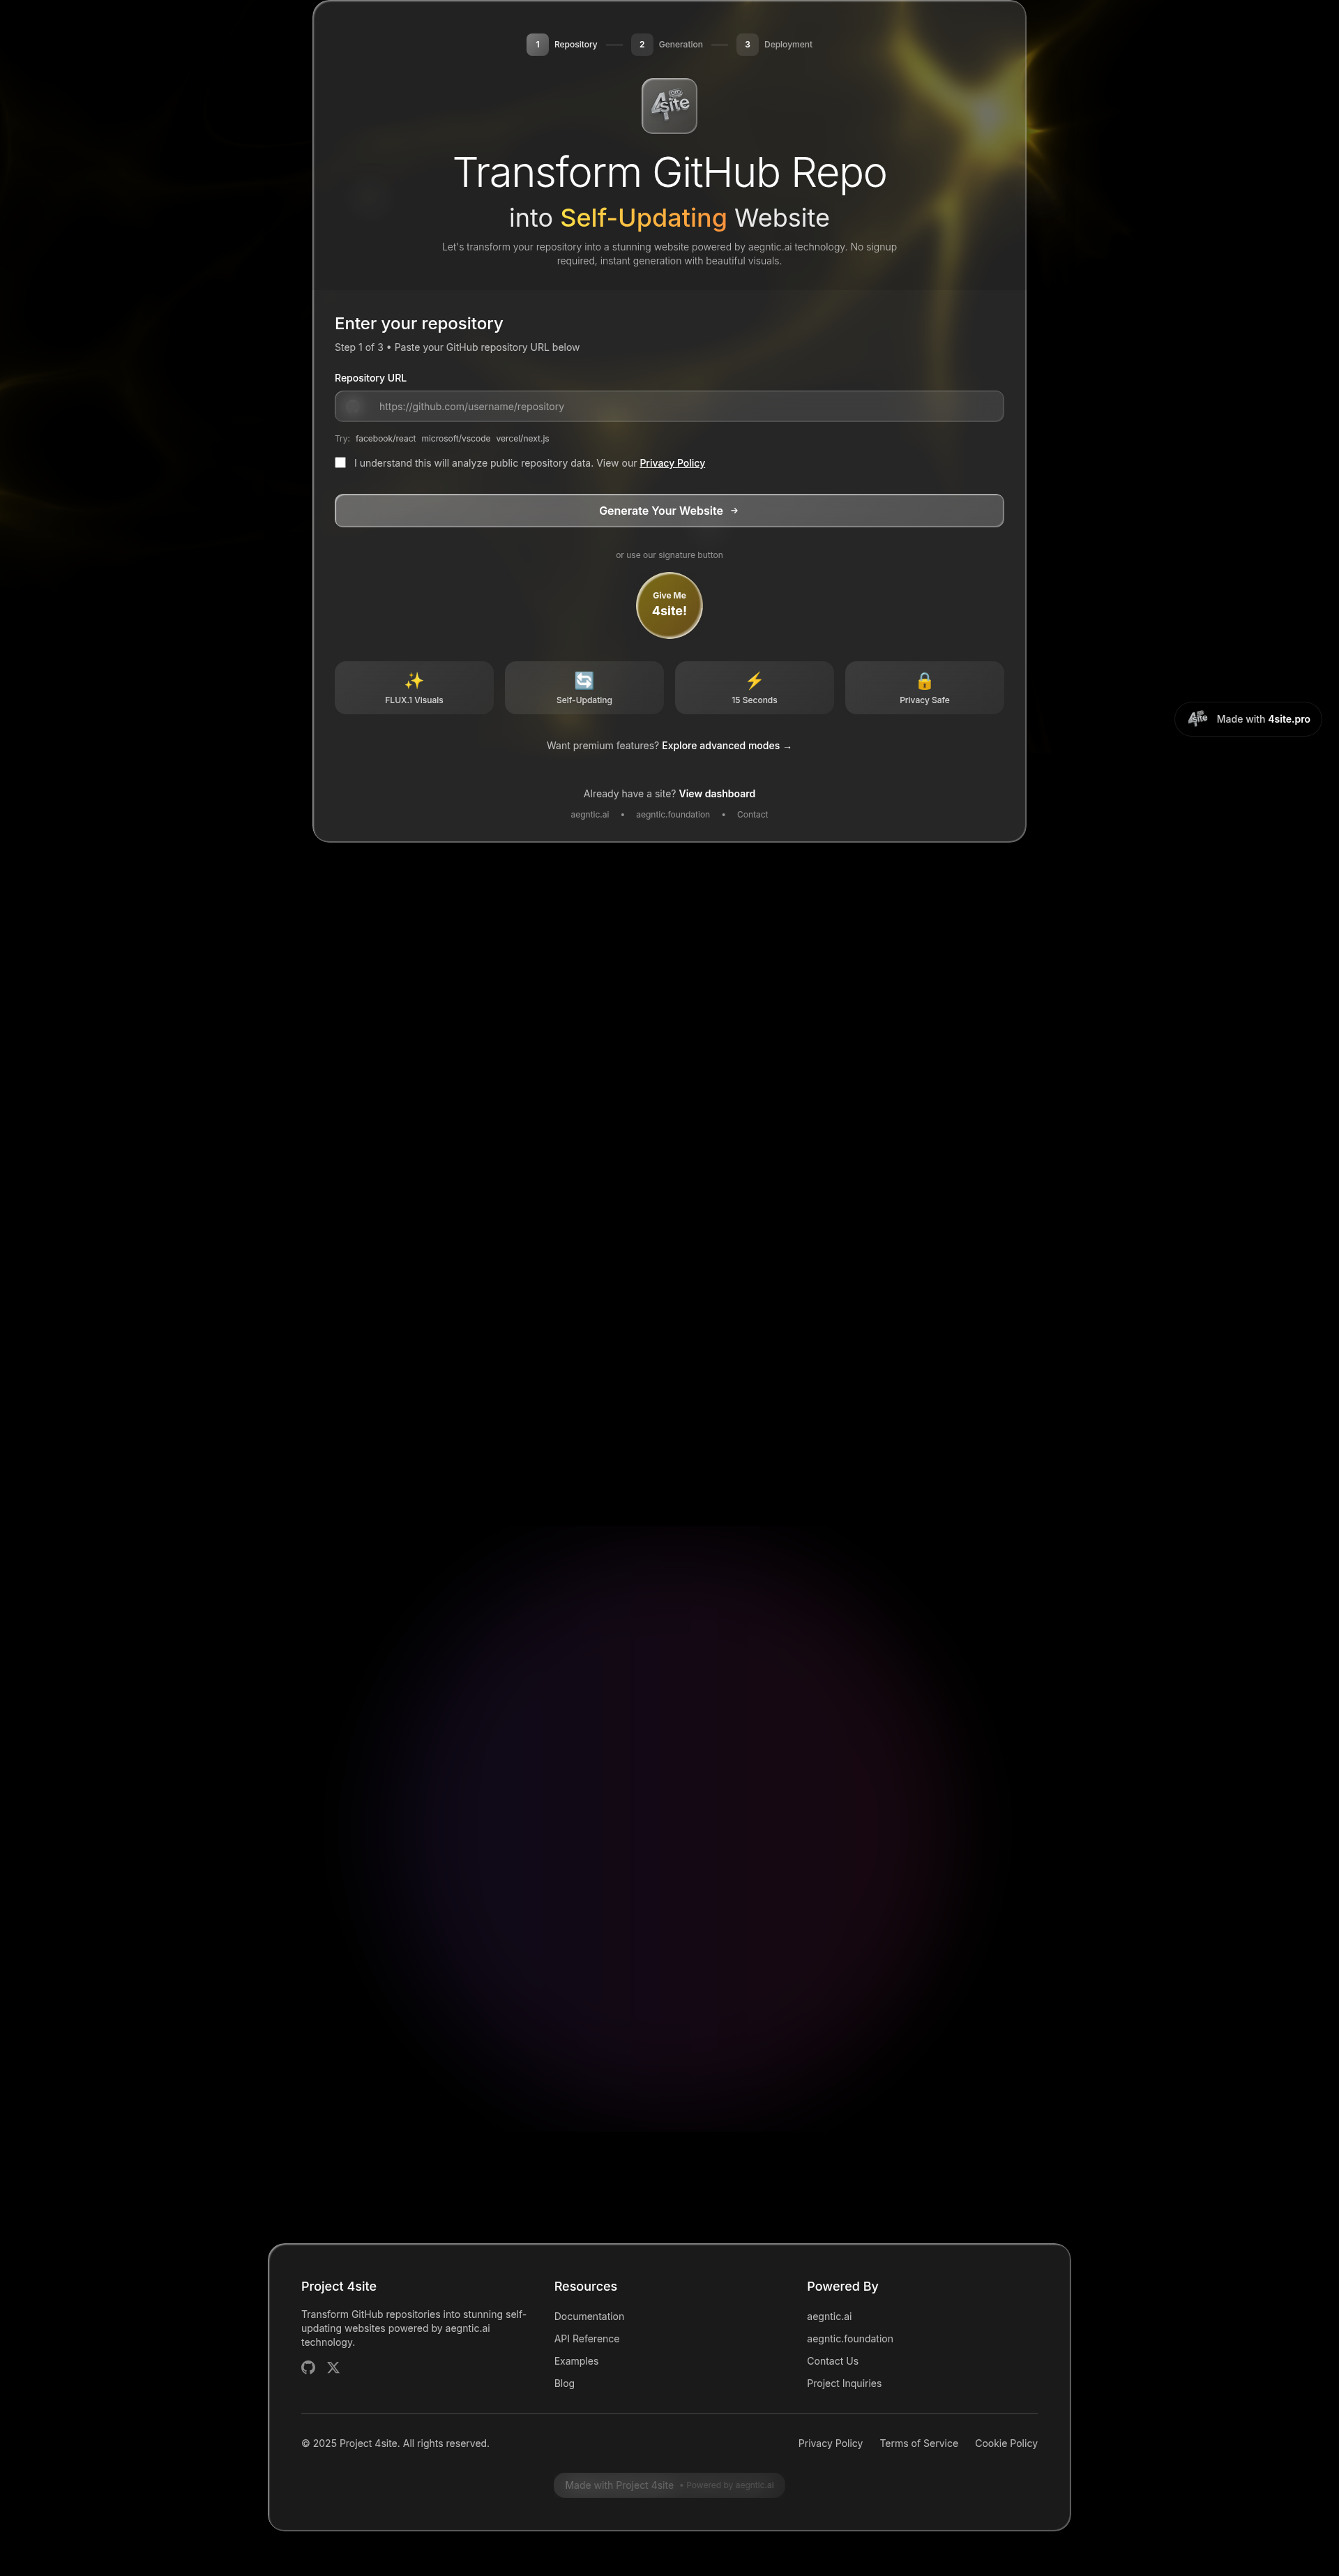 1 Repository 2 Generation 3 Deployment
4site
Transform GitHub Repo
into Self-Updating Website
Let's transform your repository into a stunning website powered by aegntic.ai technology. No signup
required, instant generation with beautiful visuals.
Enter your repository
Step 1 of 3 • Paste your GitHub repository URL below
Repository URL
https://github.com/username/repository
Try: facebook/react microsoft/vscode vercel/next.js
I understand this will analyze public repository data. View our Privacy Policy
Generate Your Website →
or use our signature button
Give Me
4site!
FLUX.1 Visuals Self-Updating 15 Seconds Privacy Safe
4site Made with 4site.pro
Want premium features? Explore advanced modes →
Already have a site? View dashboard
aegntic.ai • aegntic.foundation • Contact
Project 4site
Transform GitHub repositories into stunning self-
updating websites powered by aegntic.ai
technology.
Resources
Documentation
API Reference
Examples
Blog
Powered By
aegntic.ai
aegntic.foundation
Contact Us
Project Inquiries
© 2025 Project 4site. All rights reserved.
Privacy Policy Terms of Service Cookie Policy
Made with Project 4site • Powered by aegntic.ai